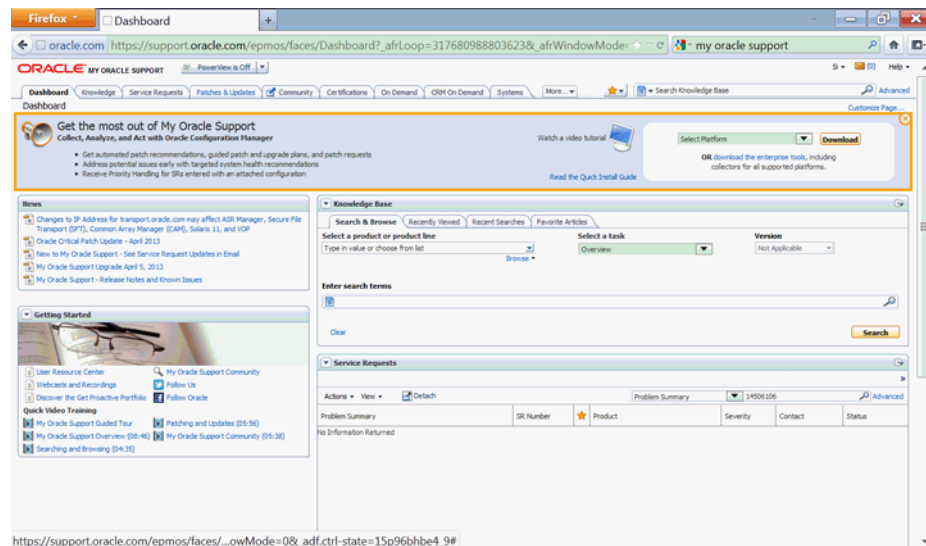 Firefox
Dashboard
+
oracle.com https://support.oracle.com/epmos/faces/Dashboard?_afrLoop=317680988803623&_afrWindowMode= my oracle support
ORACLE MY ORACLE SUPPORT PowerView is Off Si (0) Help
Dashboard Knowledge Service Requests Patches & Updates Community Certifications On Demand CRM On Demand Systems More... Search Knowledge Base Advanced
Dashboard Customize Page...
Get the most out of My Oracle Support
Collect, Analyze, and Act with Oracle Configuration Manager
Get automated patch recommendations, guided patch and upgrade plans, and patch requests
Address potential issues early with targeted system health recommendations
Receive Priority Handling for SRs entered with an attached configuration
Watch a video tutorial
Read the Quick Install Guide
Select Platform Download
OR download the enterprise tools, including
collectors for all supported platforms.
News
Changes to IP Address for transport.oracle.com may affect ASR Manager, Secure File
Transport (SFT), Common Array Manager (CAM), Solaris 11, and VOP
Oracle Critical Patch Update - April 2013
New to My Oracle Support - See Service Request Updates in Email
My Oracle Support Upgrade April 5, 2013
My Oracle Support - Release Notes and Known Issues
Getting Started
User Resource Center My Oracle Support Community
Webcasts and Recordings Follow Us
Discover the Get Proactive Portfolio Follow Oracle
Quick Video Training
My Oracle Support Guided Tour Patching and Updates (05:56)
My Oracle Support Overview (08:46) My Oracle Support Community (05:38)
Searching and Browsing (04:35)
Knowledge Base
Search & Browse Recently Viewed Recent Searches Favorite Articles
Select a product or product line Select a task Version
Type in value or choose from list Overview Not Applicable
Browse
Enter search terms
Clear Search
Service Requests
»
Actions View Detach Problem Summary 14506106 Advanced
Problem Summary SR Number Product Severity Contact Status
No Information Returned
https://support.oracle.com/epmos/faces/...owMode=0&_adf.ctrl-state=15p96bhbe4_9#